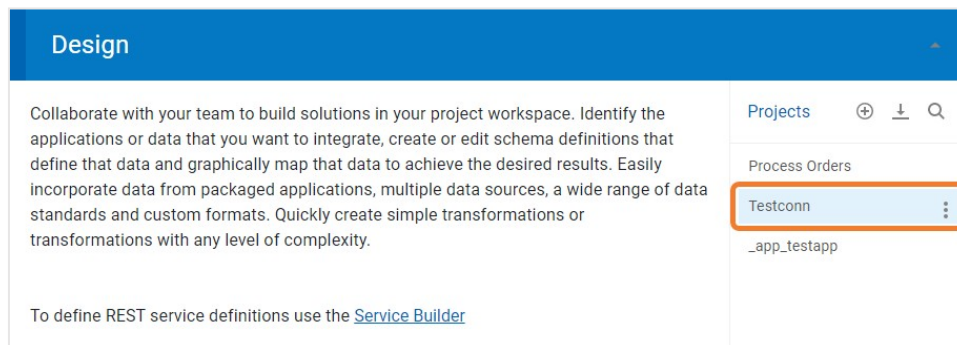 Design
Collaborate with your team to build solutions in your project workspace. Identify the
applications or data that you want to integrate, create or edit schema definitions that
define that data and graphically map that data to achieve the desired results. Easily
incorporate data from packaged applications, multiple data sources, a wide range of data
standards and custom formats. Quickly create simple transformations or
transformations with any level of complexity.
To define REST service definitions use the Service Builder
Projects
Process Orders
Testconn
_app_testapp